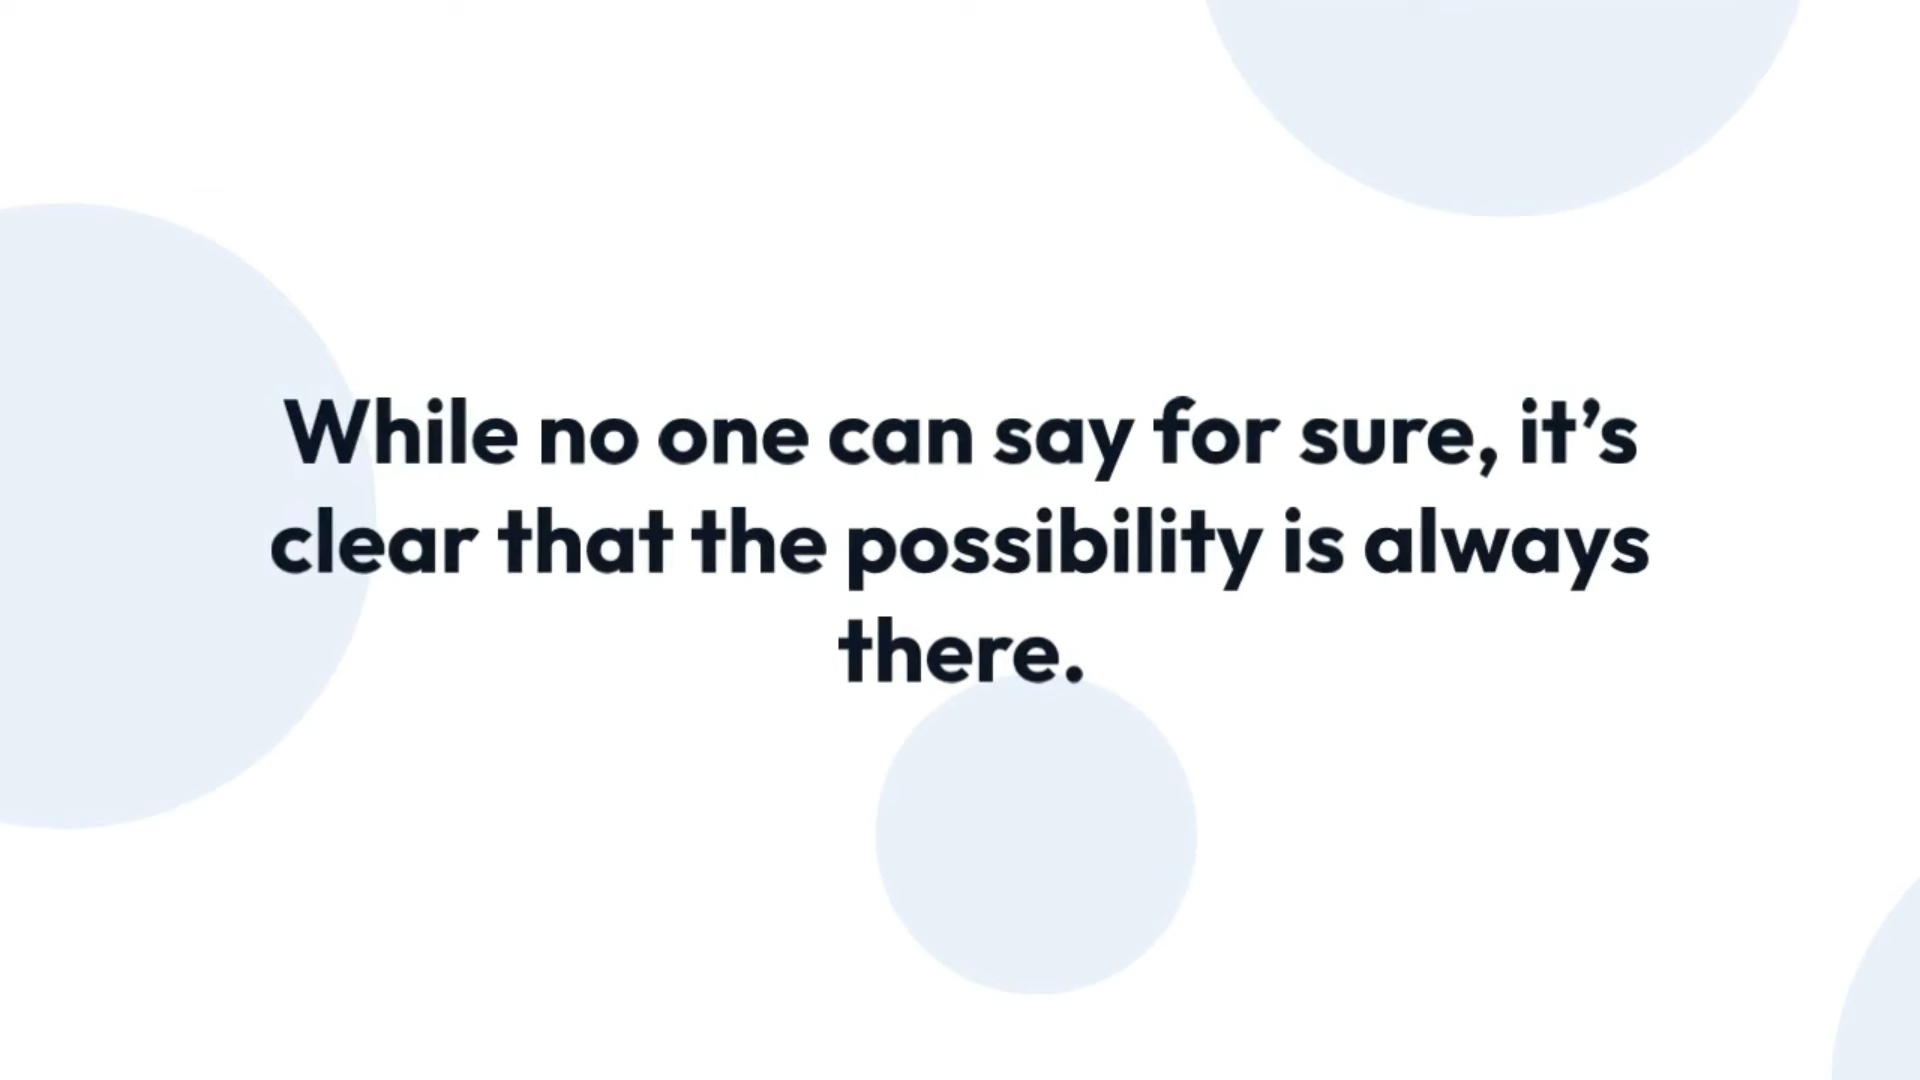 While no one can say for sure, it’s
clear that the possibility is always
there.